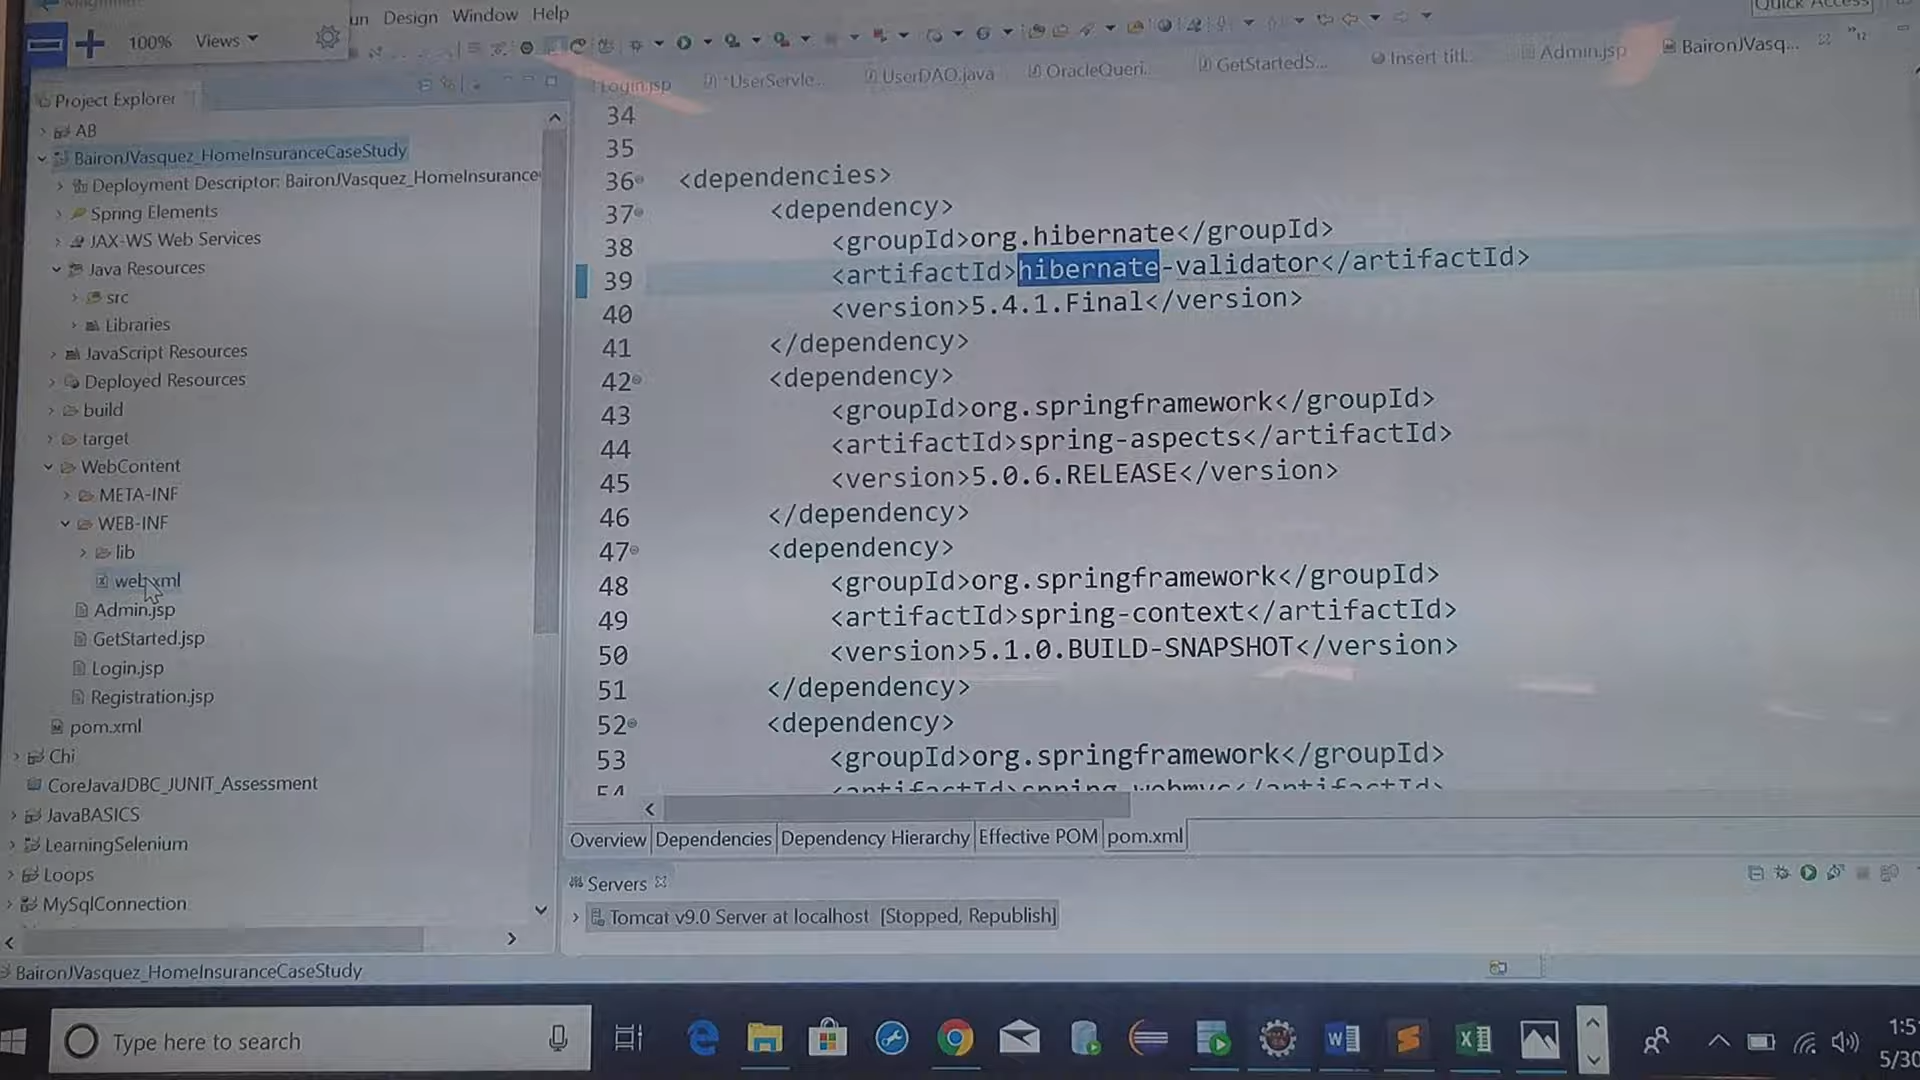 100% Views
Design Window Help
Login.jsp *UserServle... UserDAO.java OracleQueri... GetStartedS... Insert titl... Admin.jsp BaironJVasq...
12
Project Explorer
AB
BaironJVasquez_HomeInsuranceCaseStudy
Deployment Descriptor: BaironJVasquez_HomeInsurance
Spring Elements
JAX-WS Web Services
Java Resources
src
Libraries
JavaScript Resources
Deployed Resources
build
target
WebContent
META-INF
WEB-INF
lib
web.xml
Admin.jsp
GetStarted.jsp
Login.jsp
Registration.jsp
pom.xml
Chi
CoreJavaJDBC_JUNIT_Assessment
JavaBASICS
LearningSelenium
Loops
MySqlConnection
34
35
36 <dependencies>
37 <dependency>
38 <groupId>org.hibernate</groupId>
39 <artifactId>hibernate-validator</artifactId>
40 <version>5.4.1.Final</version>
41 </dependency>
42 <dependency>
43 <groupId>org.springframework</groupId>
44 <artifactId>spring-aspects</artifactId>
45 <version>5.0.6.RELEASE</version>
46 </dependency>
47 <dependency>
48 <groupId>org.springframework</groupId>
49 <artifactId>spring-context</artifactId>
50 <version>5.1.0.BUILD-SNAPSHOT</version>
51 </dependency>
52 <dependency>
53 <groupId>org.springframework</groupId>
Overview Dependencies Dependency Hierarchy Effective POM pom.xml
Servers
Tomcat v9.0 Server at localhost [Stopped, Republish]
BaironJVasquez_HomeInsuranceCaseStudy
Type here to search
1:5
5/30